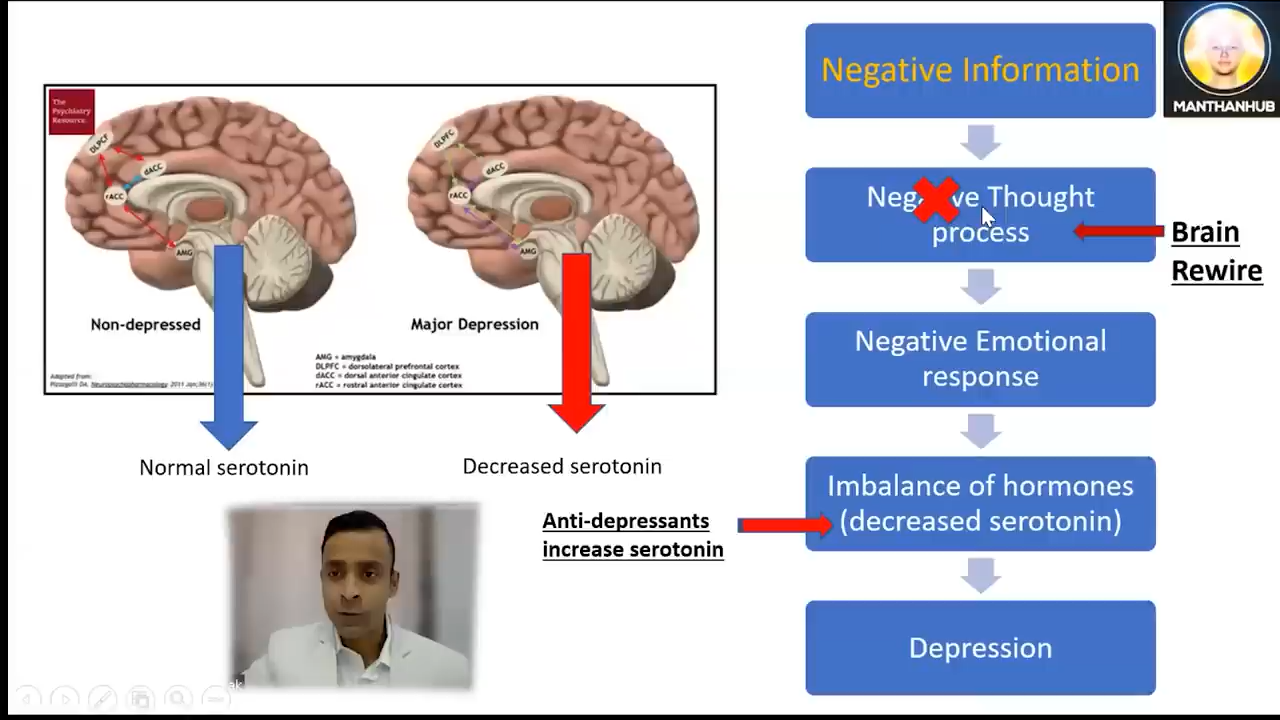 Negative Information
MANTHANHUB
The
Psychiatry
Resource.
DLPCF
dACC
rACC
AMG
Non-depressed
DLPFC
dACC
rACC
AMG
Major Depression
AMG = amygdala
DLPFC = dorsolateral prefrontal cortex
dACC = dorsal anterior cingulate cortex
rACC = rostral anterior cingulate cortex
Adapted from:
Pizzagalli DA. Neuropsychopharmacology. 2011 Jan;36(1)
Normal serotonin
Decreased serotonin
Thought
process
Brain
Rewire
Negative Emotional
response
Anti-depressants
increase serotonin
Imbalance of hormones
(decreased serotonin)
Depression